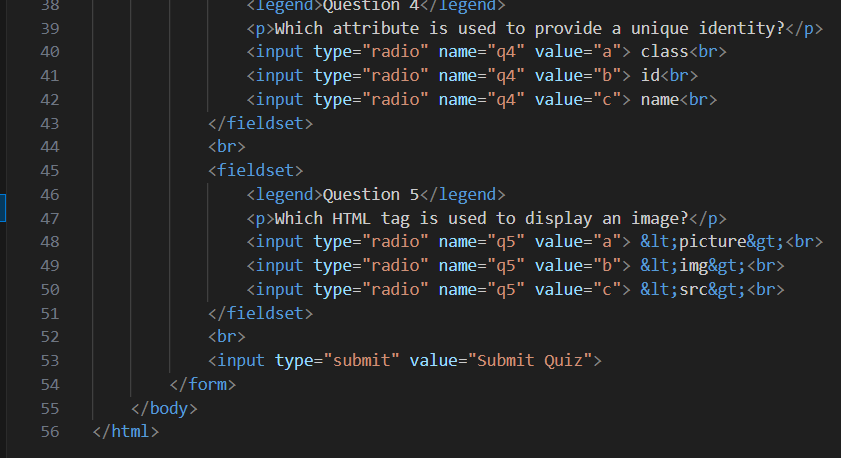 38 <legend>Question 4</legend>
39 <p>Which attribute is used to provide a unique identity?</p>
40 <input type="radio" name="q4" value="a"> class<br>
41 <input type="radio" name="q4" value="b"> id<br>
42 <input type="radio" name="q4" value="c"> name<br>
43 </fieldset>
44 <br>
45 <fieldset>
46 <legend>Question 5</legend>
47 <p>Which HTML tag is used to display an image?</p>
48 <input type="radio" name="q5" value="a"> &lt;picture&gt;<br>
49 <input type="radio" name="q5" value="b"> &lt;img&gt;<br>
50 <input type="radio" name="q5" value="c"> &lt;src&gt;<br>
51 </fieldset>
52 <br>
53 <input type="submit" value="Submit Quiz">
54 </form>
55 </body>
56 </html>